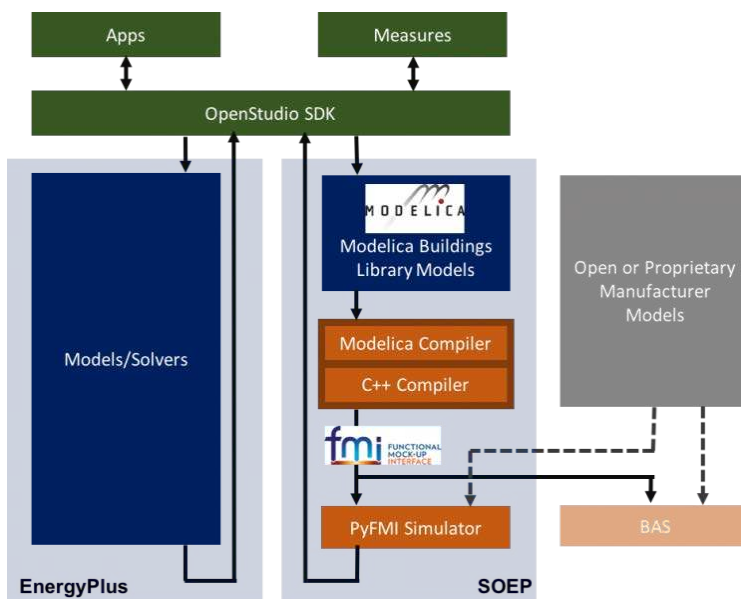 Apps
Measures
OpenStudio SDK
MODELICA
Modelica Buildings
Library Models
Open or Proprietary
Manufacturer
Models
Models/Solvers
Modelica Compiler
C++ Compiler
fmi FUNCTIONAL
MOCK-UP
INTERFACE
PyFMI Simulator
BAS
EnergyPlus
SOEP